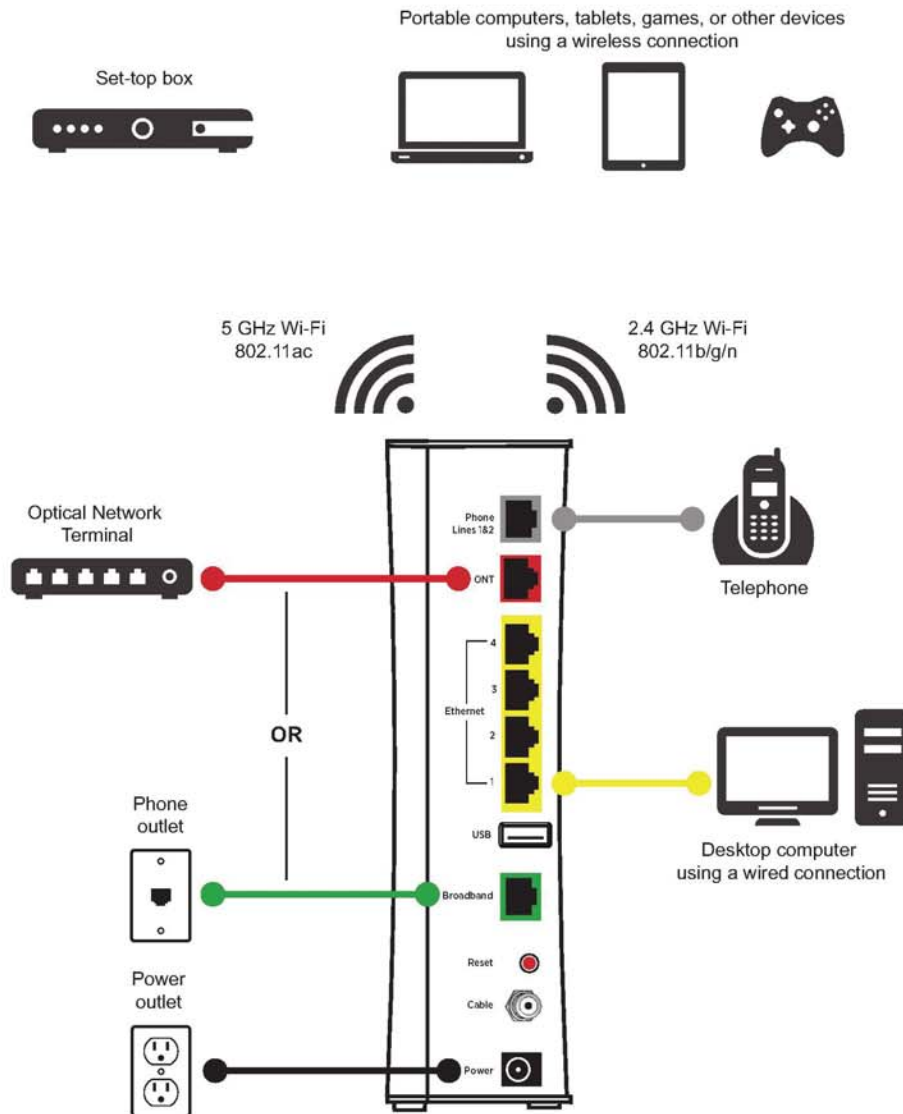 Portable computers, tablets, games, or other devices
using a wireless connection
Set-top box
5 GHz Wi-Fi
802.11ac
2.4 GHz Wi-Fi
802.11b/g/n
Optical Network
Terminal
Phone
Lines 1&2
ONT
Telephone
4
3
Ethernet
2
1
OR
USB
Desktop computer
using a wired connection
Phone
outlet
Broadband
Reset
Cable
Power
outlet
Power